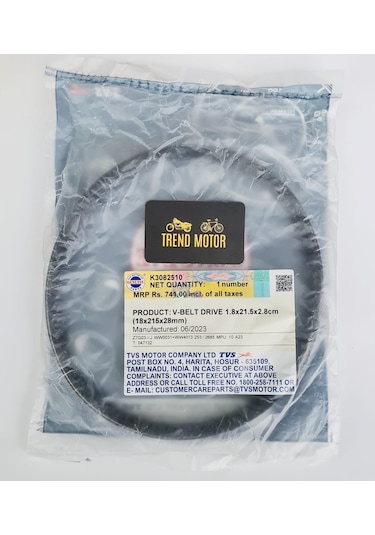 TREND MOTOR
K3082510
NET QUANTITY: 1 number
MRP Rs. 741.00 incl. of all taxes
PRODUCT: V-BELT DRIVE 1.8x21.5x2.8cm
(18x215x28mm)
Manufactured: 06/2023
TVS MOTOR COMPANY LTD TVS
POST BOX NO. 4, HARITA, HOSUR - 635109,
TAMILNADU, INDIA. IN CASE OF CONSUMER
COMPLAINTS: CONTACT EXECUTIVE AT ABOVE
ADDRESS OR CALL TOLL FREE NO. 1800-258-7111 OR
E - MAIL: CUSTOMERCAREPARTS@TVSMOTOR.COM